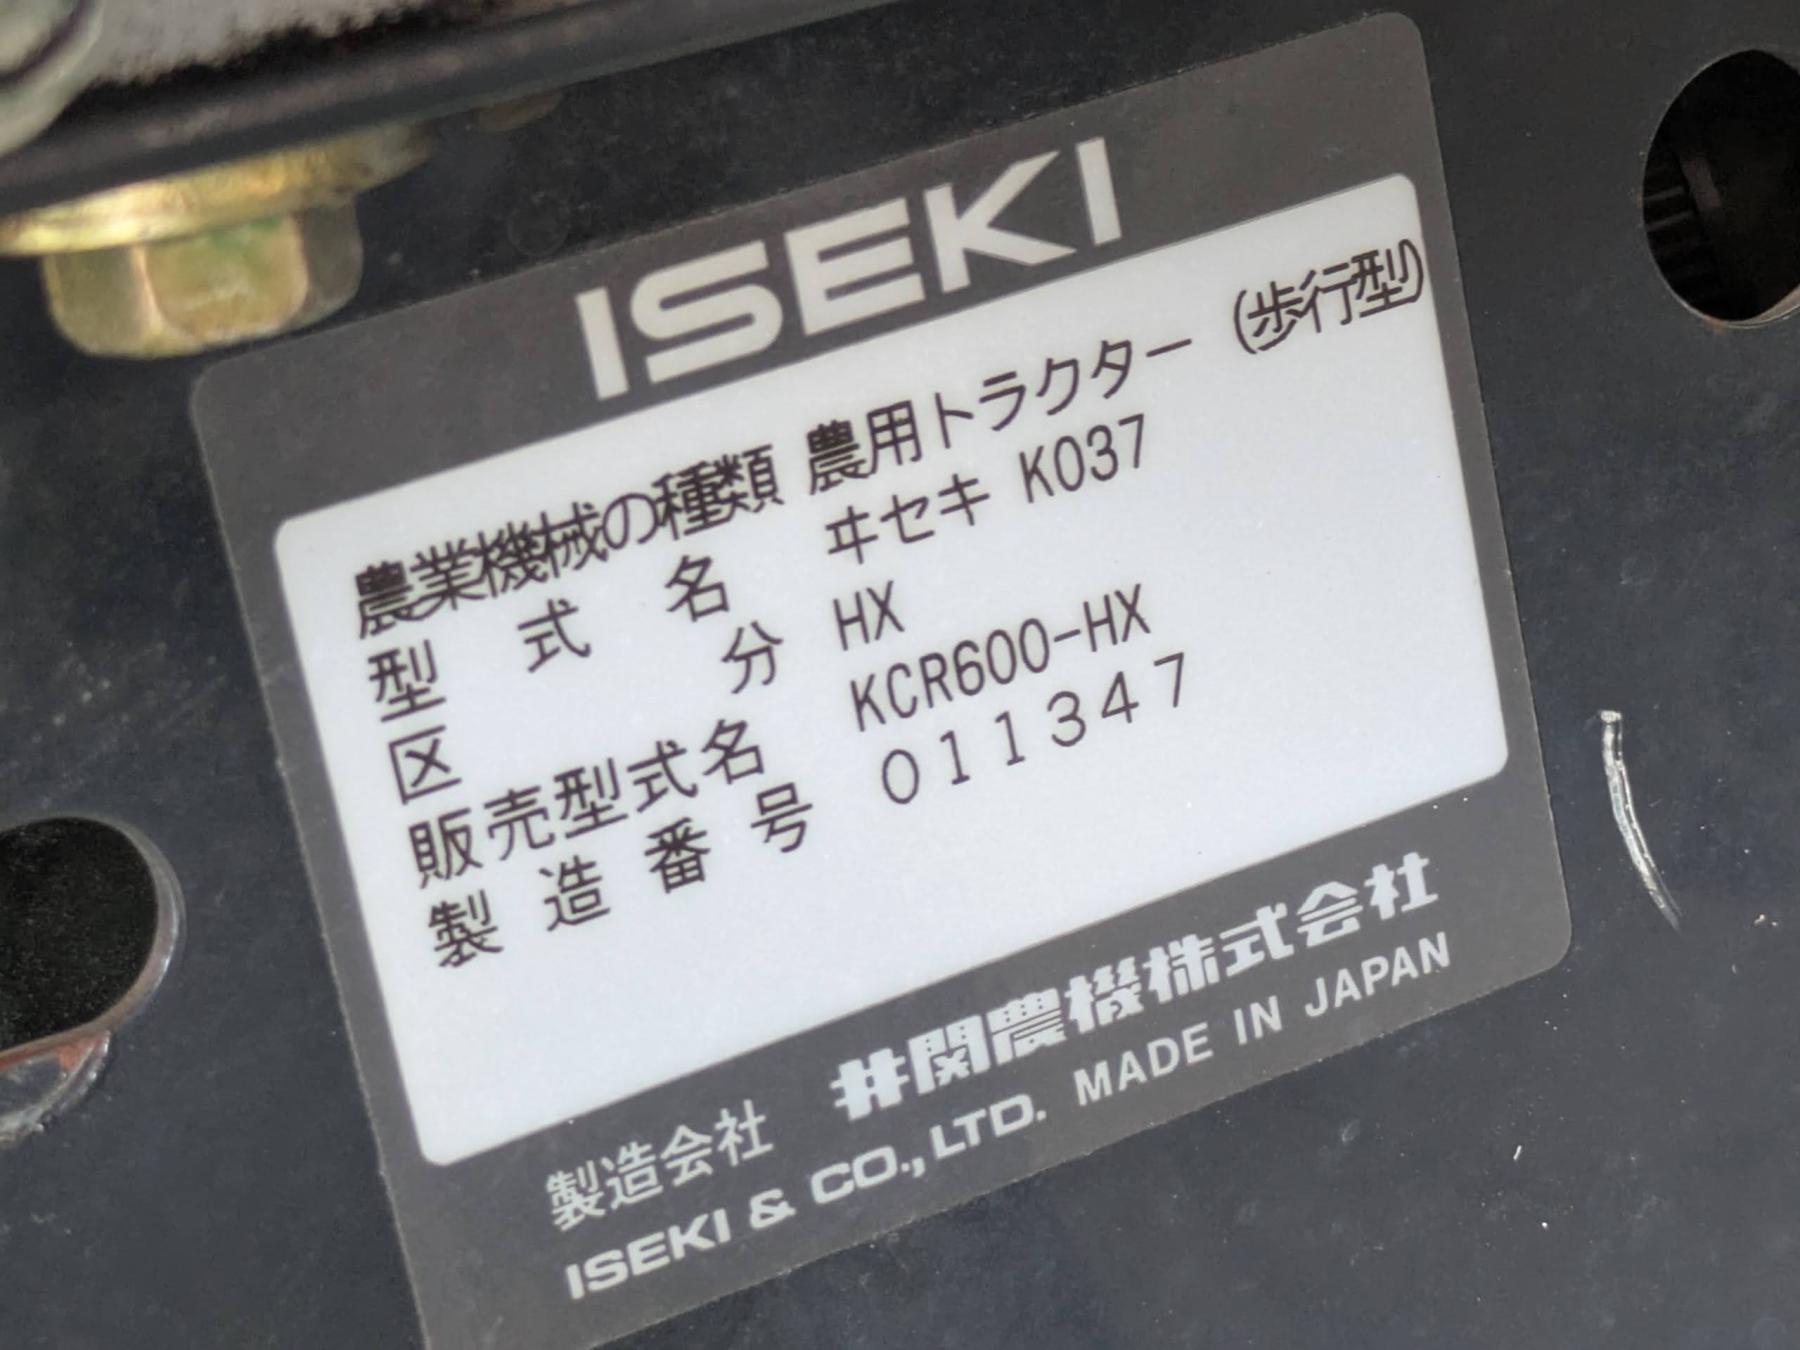 ISEKI
農業機械の種類 農用トラクター (歩行型)
型式名 ヰセキ K037
区分 HX
販売型式名 KCR600-HX
製造番号 011347
製造会社 井関農機株式会社
ISEKI & CO., LTD. MADE IN JAPAN